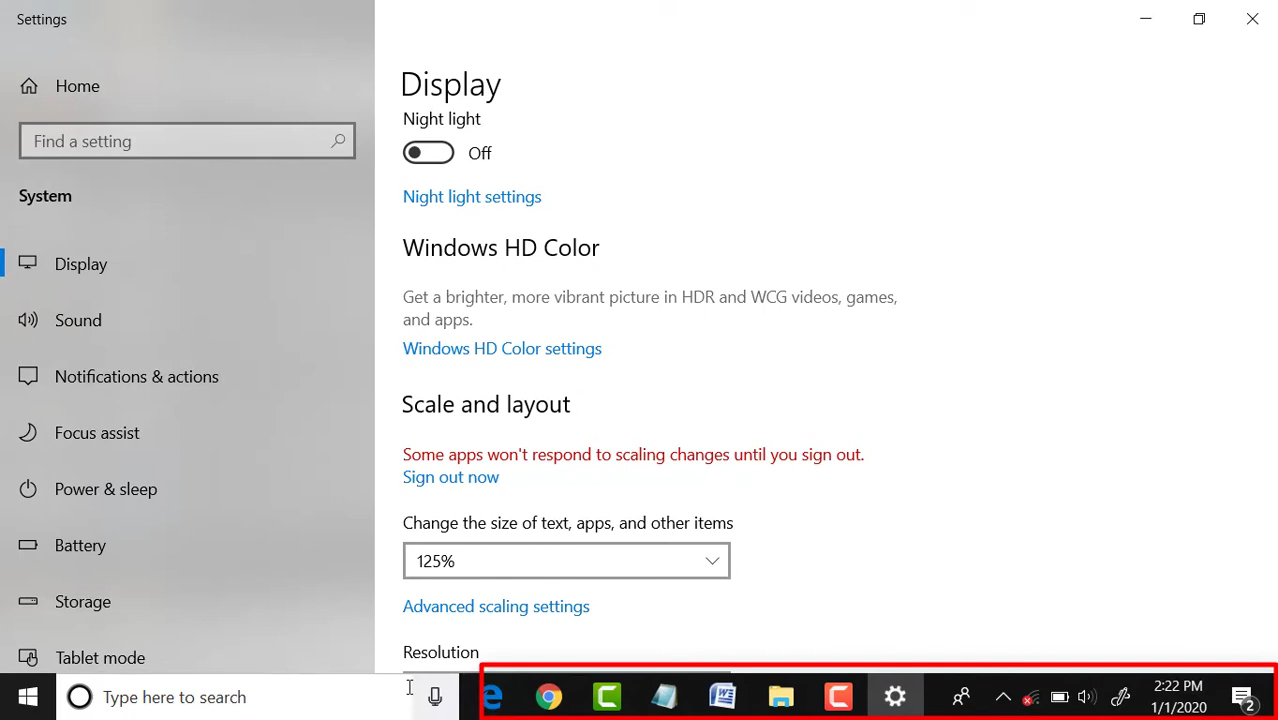 Settings
Home
Find a setting
System
Display
Sound
Notifications & actions
Focus assist
Power & sleep
Battery
Storage
Tablet mode
Display
Night light
Off
Night light settings
Windows HD Color
Get a brighter, more vibrant picture in HDR and WCG videos, games,
and apps.
Windows HD Color settings
Scale and layout
Some apps won't respond to scaling changes until you sign out.
Sign out now
Change the size of text, apps, and other items
125%
Advanced scaling settings
Resolution
Type here to search
2:22 PM
1/1/2020
2